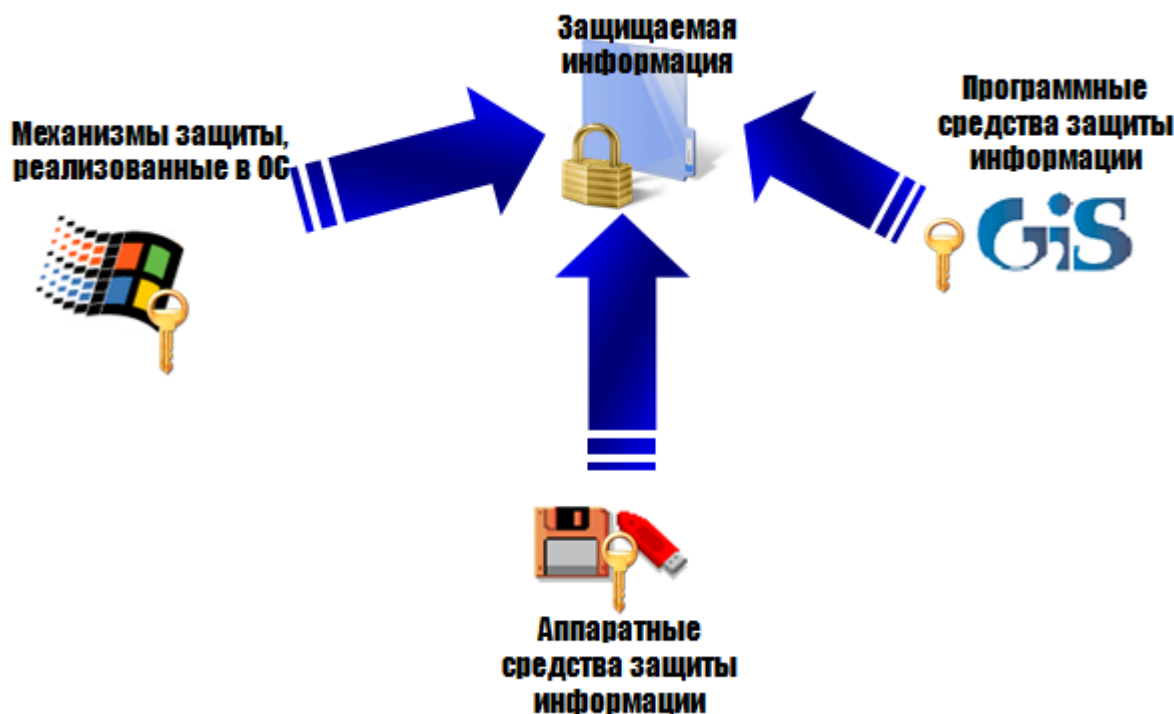 Защищаемая
информация
Программные
средства защиты
информации
Механизмы защиты,
реализованные в ОС
GiS
Аппаратные
средства защиты
информации